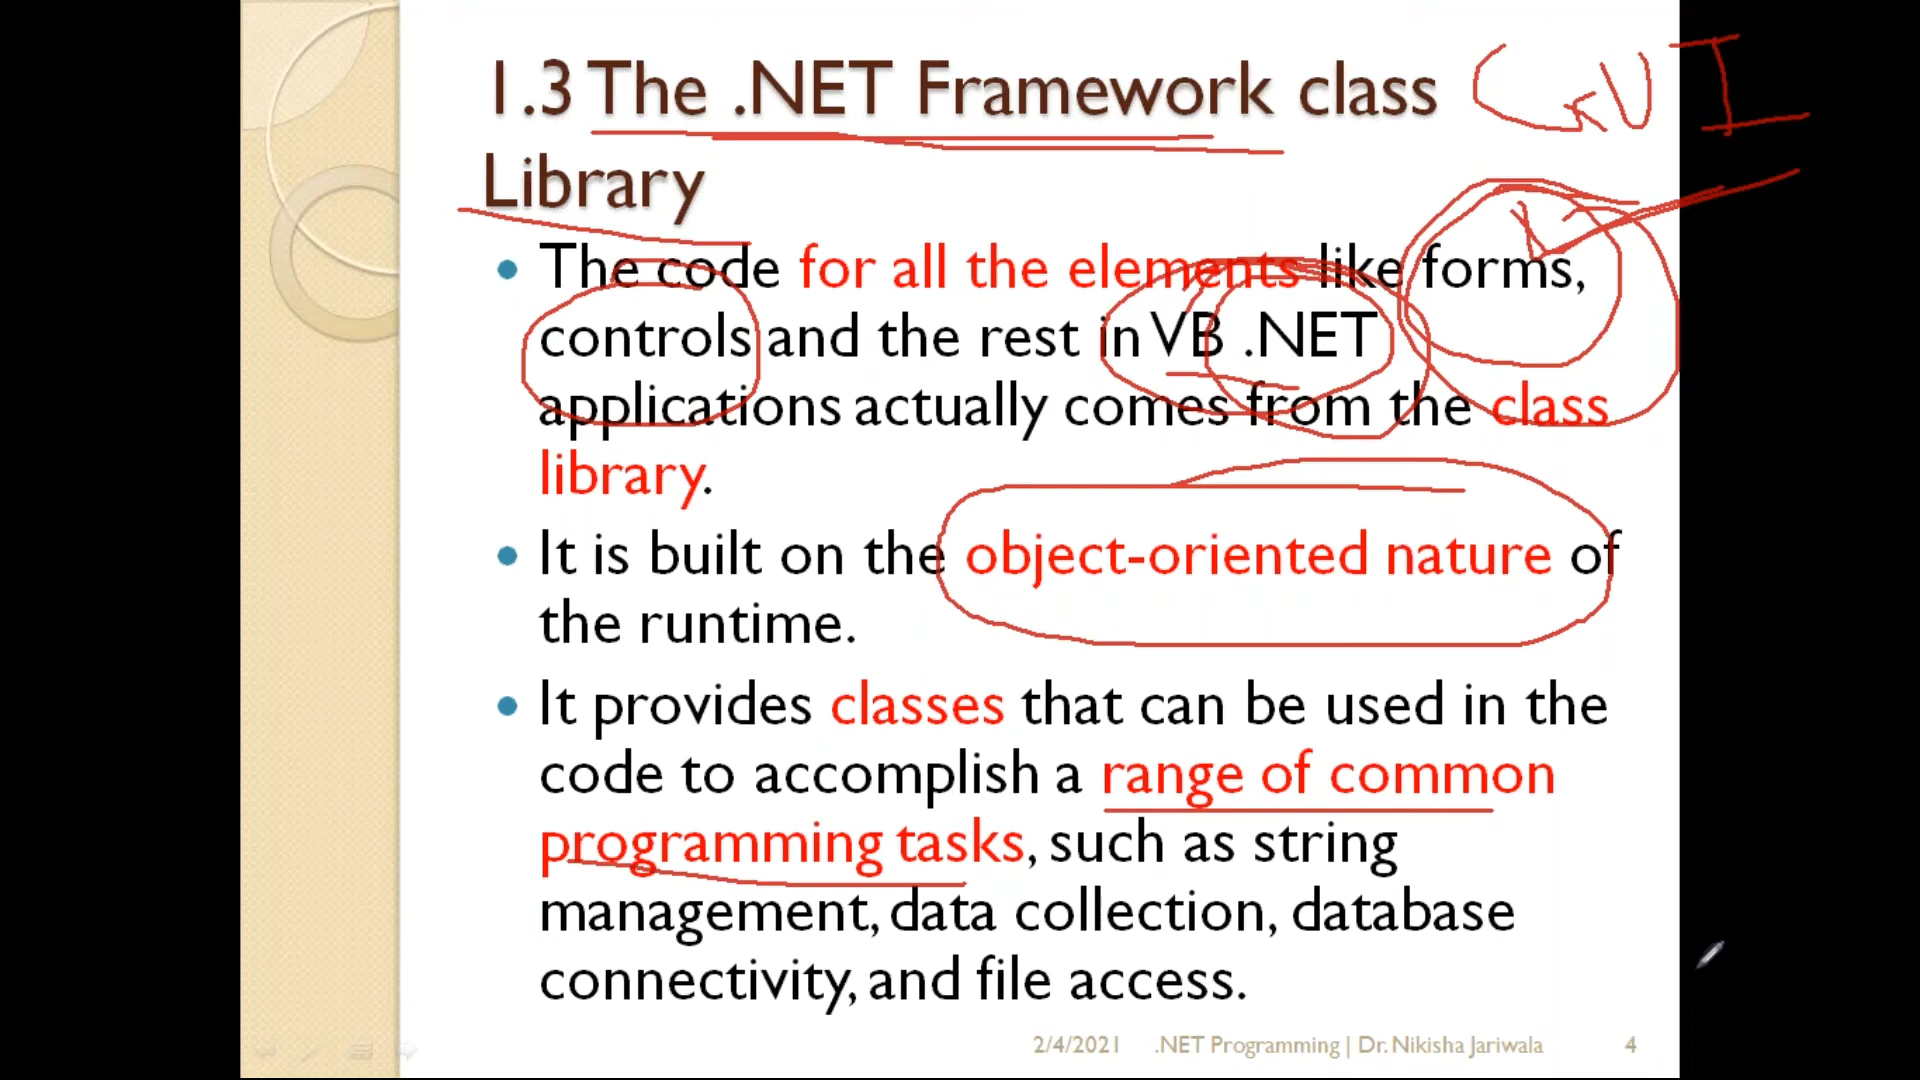 1.3 The .NET Framework class
GUI
Library
The code for all the elements like forms,
controls and the rest in VB .NET
applications actually comes from the class
library.
It is built on the object-oriented nature of
the runtime.
It provides classes that can be used in the
code to accomplish a range of common
programming tasks, such as string
management, data collection, database
connectivity, and file access.
2/4/2021 .NET Programming | Dr. Nikisha Jariwala 4